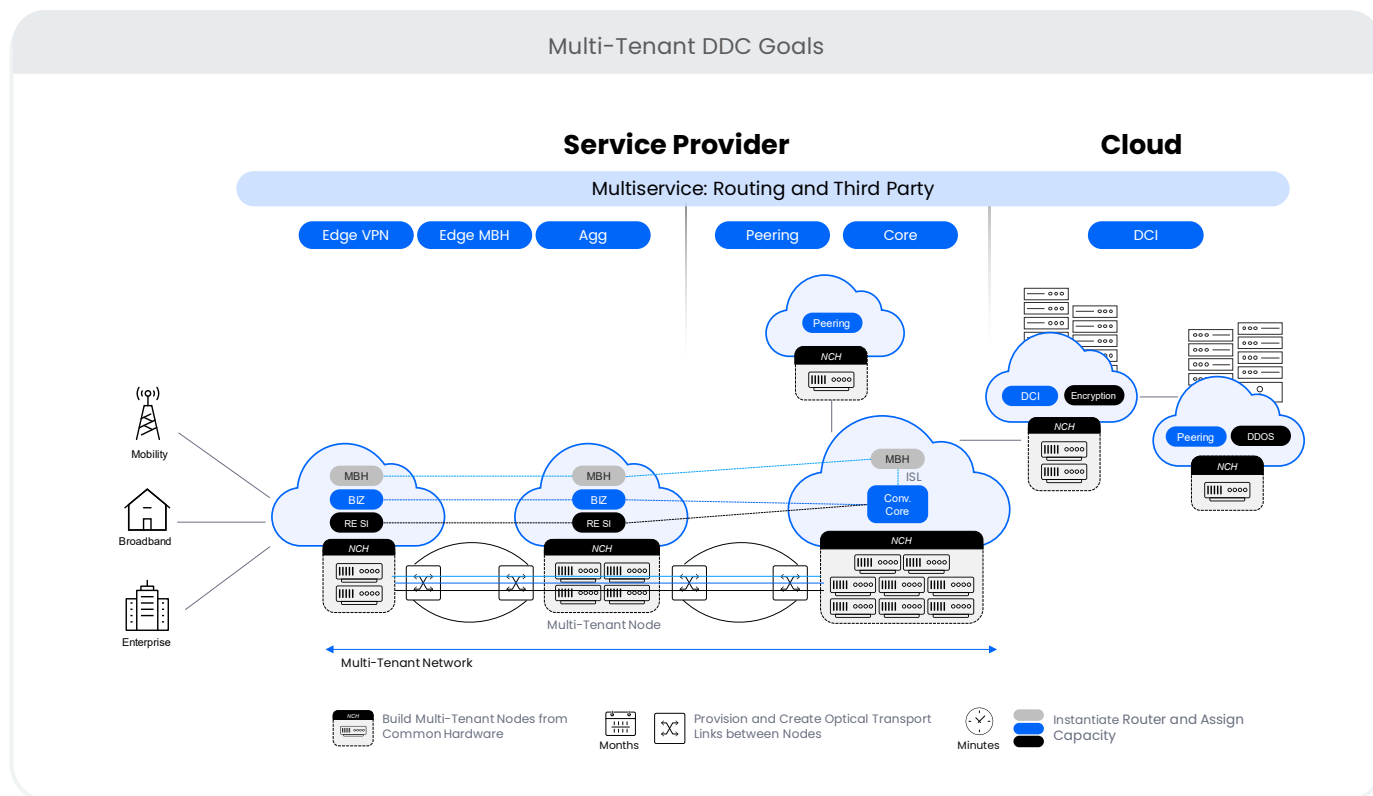 Multi-Tenant DDC Goals
Service Provider
Cloud
Multiservice: Routing and Third Party
Edge VPN
Edge MBH
Agg
Peering
Core
DCI
Peering
NCH
DCI
Encryption
NCH
Peering
DDOS
NCH
Mobility
Broadband
Enterprise
MBH
BIZ
RE SI
NCH
MBH
BIZ
RE SI
NCH
Multi-Tenant Node
MBH
ISL
Conv.
Core
NCH
Multi-Tenant Network
NCH
Build Multi-Tenant Nodes from
Common Hardware
Months
Provision and Create Optical Transport
Links between Nodes
Minutes
Instantiate Router and Assign
Capacity